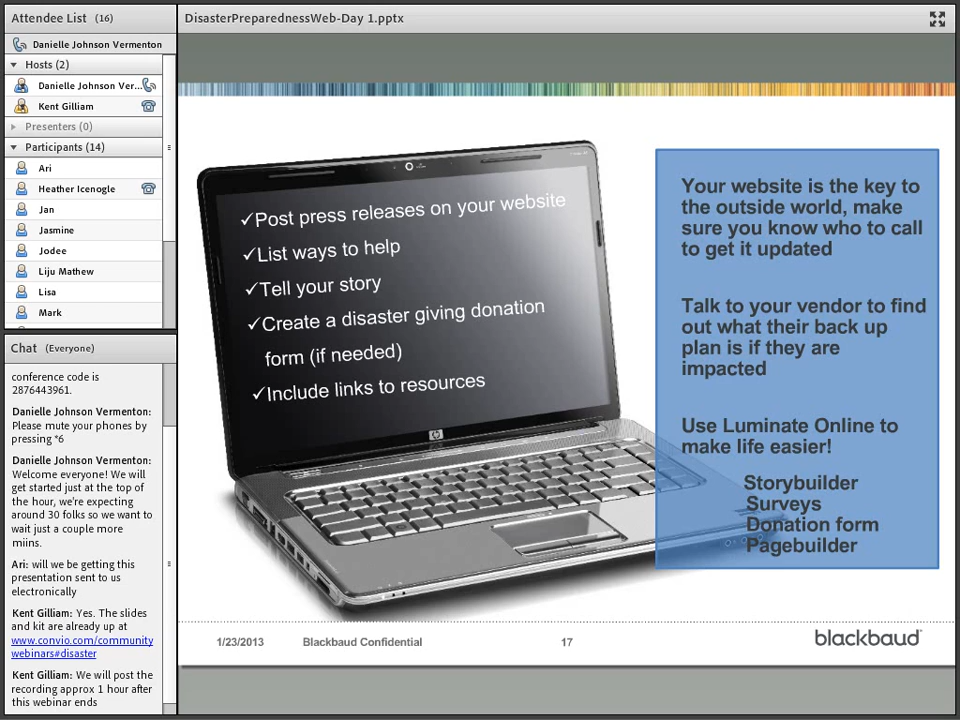 Attendee List (16)
Danielle Johnson Vermenton
Hosts (2)
Danielle Johnson Ver...
Kent Gilliam
Presenters (0)
Participants (14)
Ari
Heather Icenogle
Jan
Jasmine
Jodee
Liju Mathew
Lisa
Mark
Chat (Everyone)
conference code is
2876443961.
Danielle Johnson Vermenton:
Please mute your phones by
pressing *6
Danielle Johnson Vermenton:
Welcome everyone! We will
get started just at the top of
the hour, we're expecting
around 30 folks so we want to
wait just a couple more
miins.
Ari: will we be getting this
presentation sent to us
electronically
Kent Gilliam: Yes. The slides
and kit are already up at
www.convio.com/community
webinars#disaster
Kent Gilliam: We will post the
recording approx 1 hour after
this webinar ends
DisasterPreparednessWeb-Day 1.pptx
✓Post press releases on your website
✓List ways to help
✓Tell your story
✓Create a disaster giving donation
form (if needed)
✓Include links to resources
hp
Your website is the key to
the outside world, make
sure you know who to call
to get it updated
Talk to your vendor to find
out what their back up
plan is if they are
impacted
Use Luminate Online to
make life easier!
Storybuilder
Surveys
Donation form
Pagebuilder
1/23/2013 Blackbaud Confidential 17
blackbaud